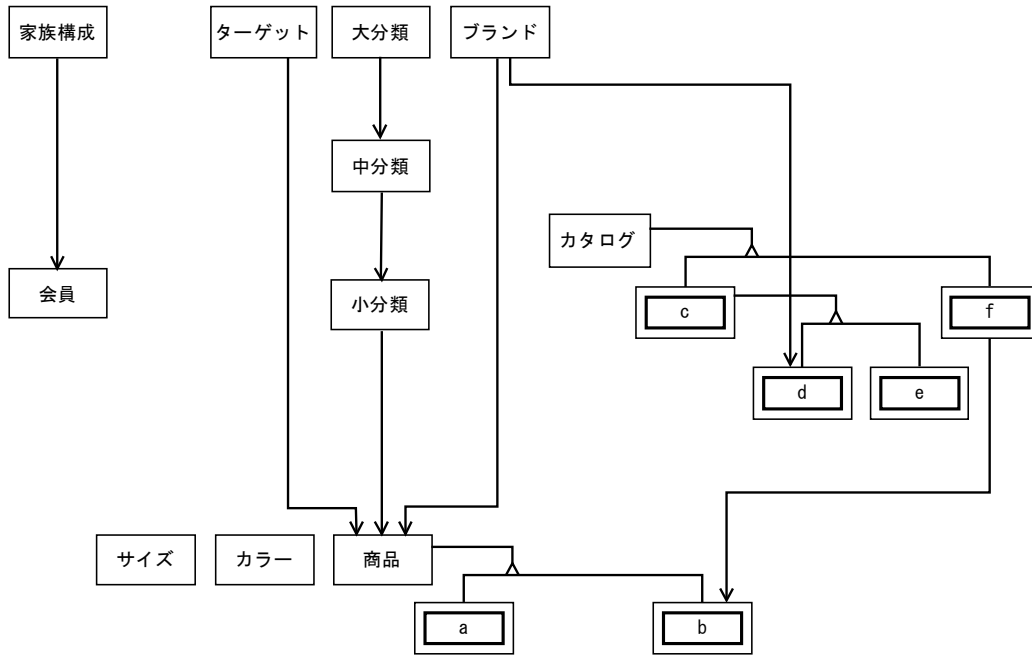 家族構成
ターゲット
大分類
ブランド
中分類
カタログ
会員
小分類
c
f
d
e
サイズ
カラー
商品
a
b